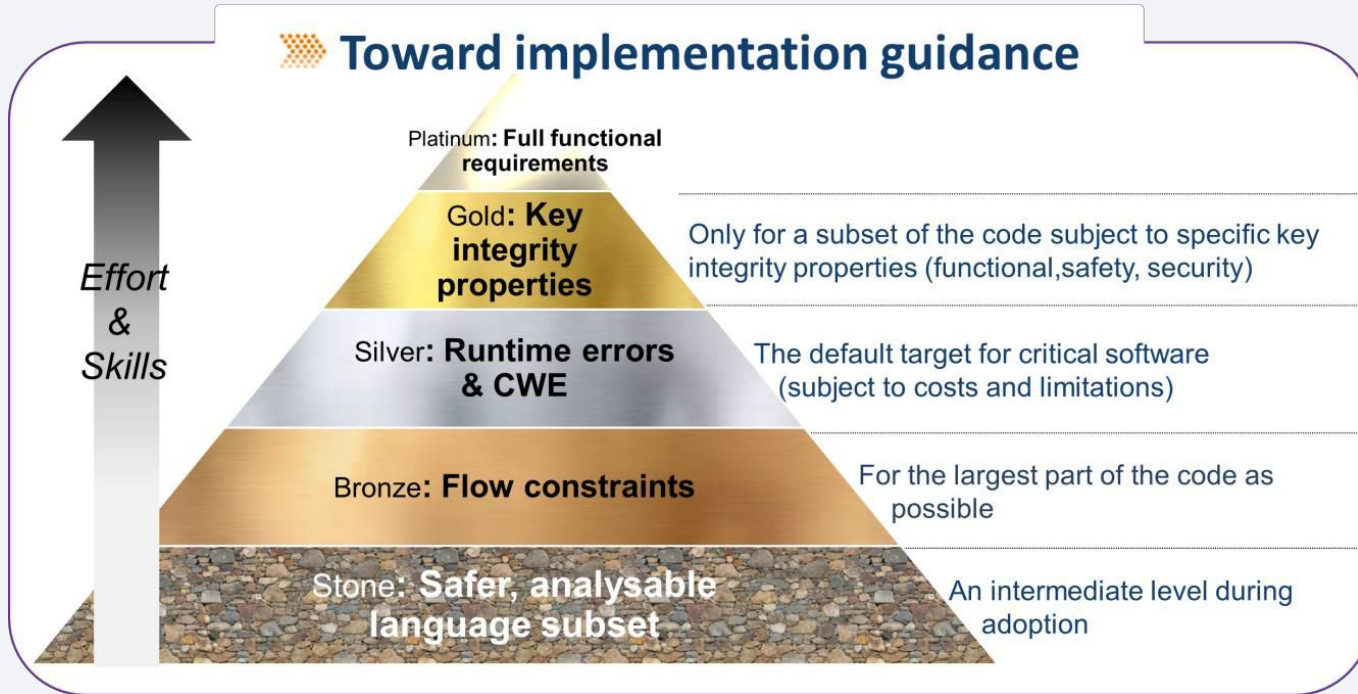 Toward implementation guidance
Platinum: Full functional
requirements
Gold: Key
integrity
properties
Only for a subset of the code subject to specific key
integrity properties (functional,safety, security)
Effort
&
Skills
Silver: Runtime errors
& CWE
The default target for critical software
(subject to costs and limitations)
Bronze: Flow constraints
For the largest part of the code as
possible
Stone: Safer, analysable
language subset
An intermediate level during
adoption